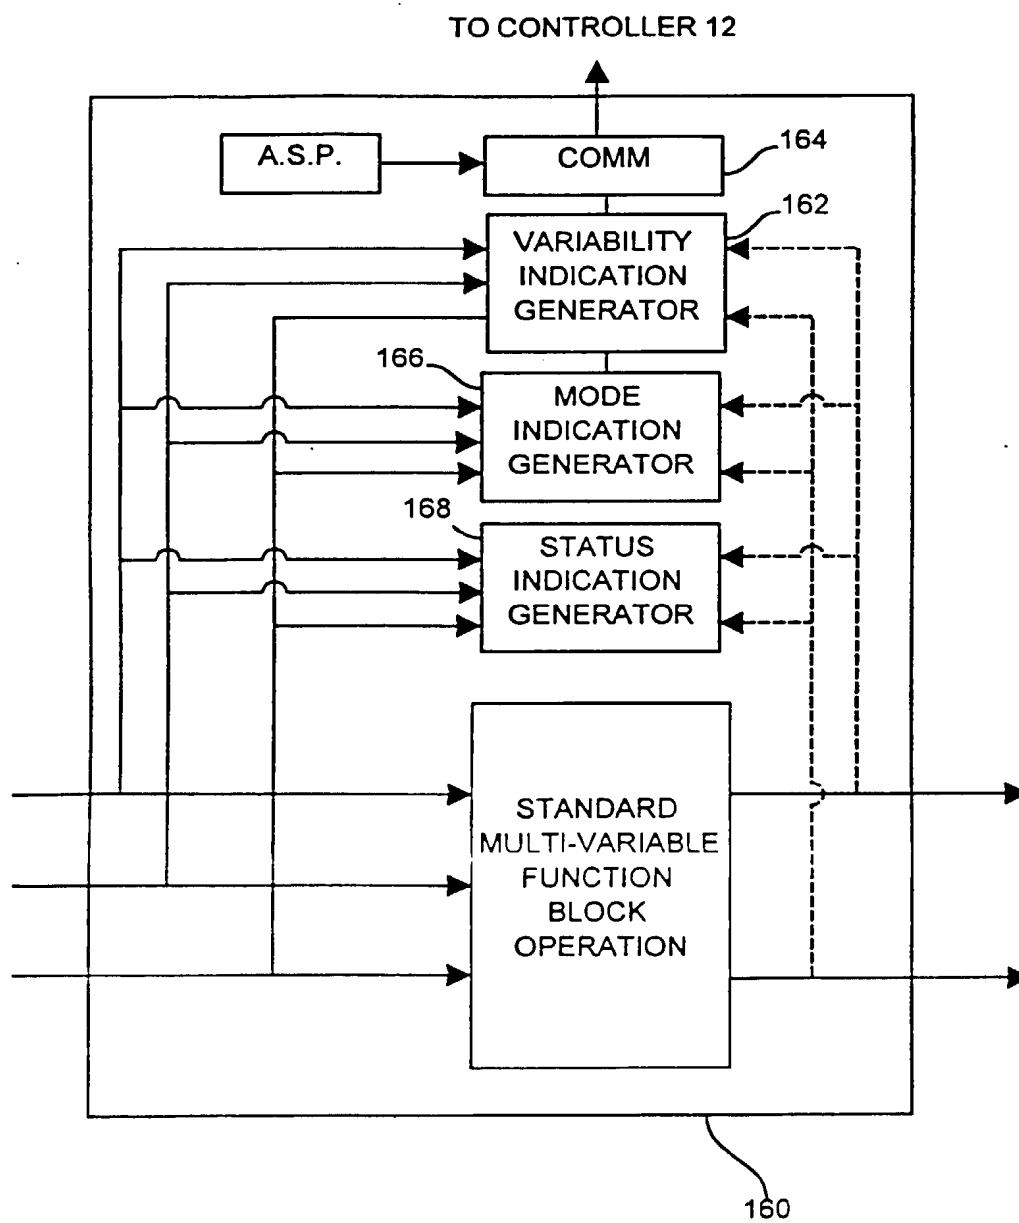 TO CONTROLLER 12
A.S.P.
COMM
164
162
VARIABILITY
INDICATION
GENERATOR
166
MODE
INDICATION
GENERATOR
168
STATUS
INDICATION
GENERATOR
STANDARD
MULTI-VARIABLE
FUNCTION
BLOCK
OPERATION
160